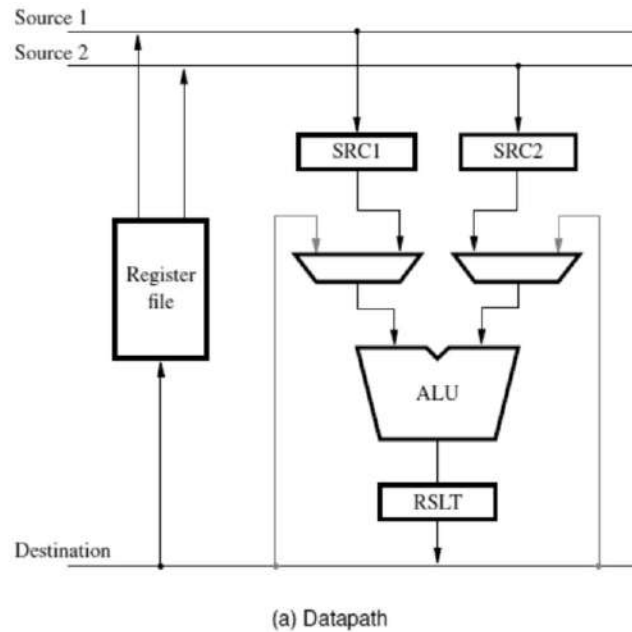 Source 1
Source 2
SRC1
SRC2
Register
file
ALU
RSLT
Destination
(a) Datapath